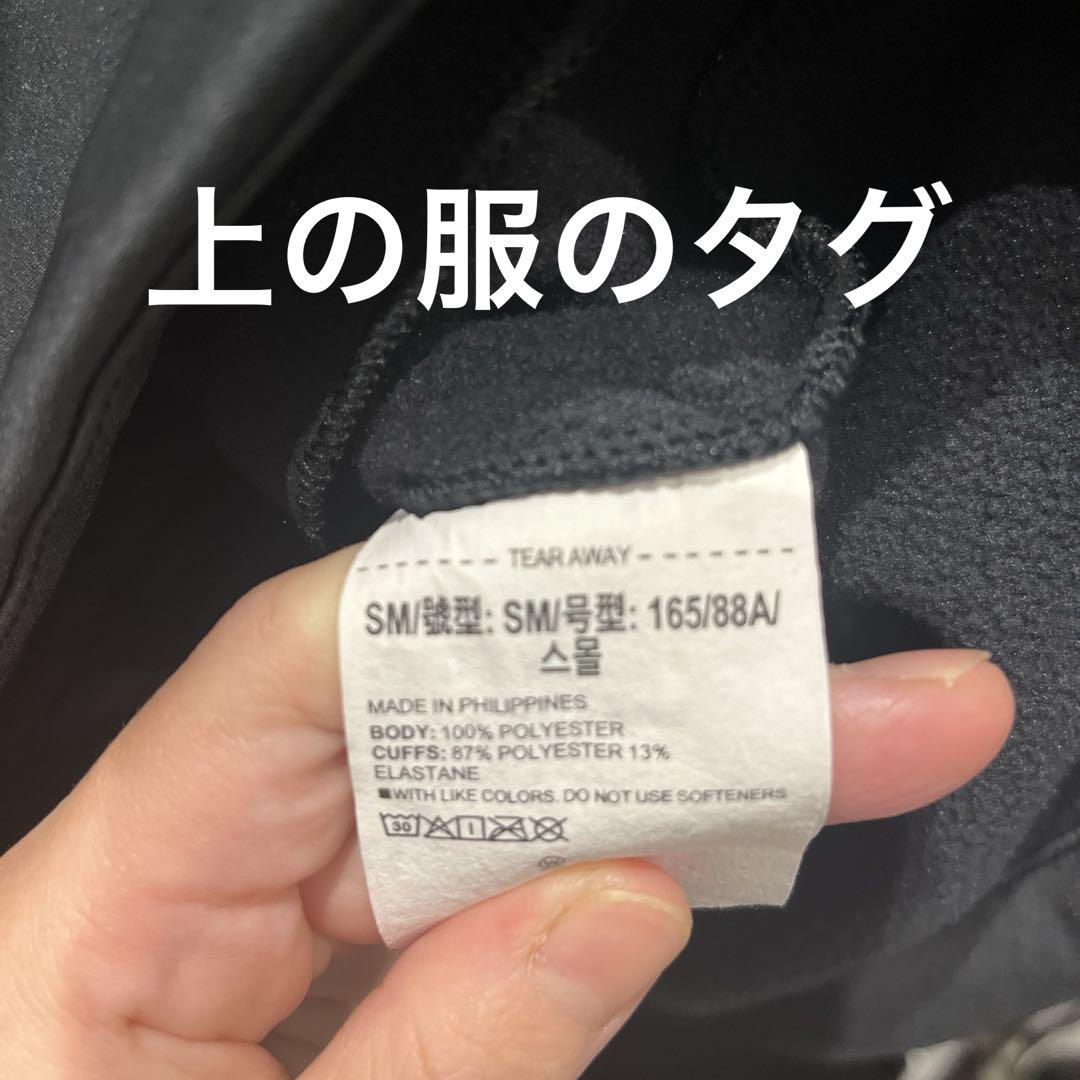 上の服のタグ
TEAR AWAY
SM/號型: SM/号型: 165/88A/
스몰
MADE IN PHILIPPINES
BODY: 100% POLYESTER
CUFFS: 87% POLYESTER 13%
ELASTANE
■WITH LIKE COLORS. DO NOT USE SOFTENERS
30
W